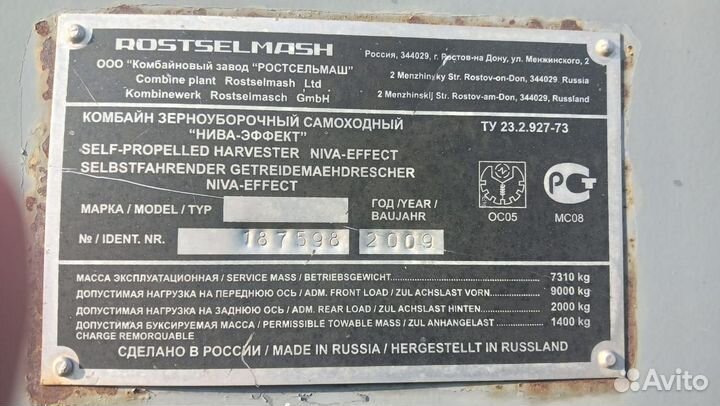 ROSTSELMASH
Россия, 344029, г. Ростов-на Дону, ул. Менжинского, 2
ООО "Комбайновый завод "РОСТСЕЛЬМАШ"
Combine plant Rostselmash Ltd
2 Menzhinsky Str. Rostov-on-Don, 344029, Russia
Kombinewerk Rostselmasch GmbH
2 Menzhinskij Str. Rostov-am-Don, 344029, Russland
КОМБАЙН ЗЕРНОУБОРОЧНЫЙ САМОХОДНЫЙ
"НИВА-ЭФФЕКТ"
ТУ 23.2.927-73
SELF-PROPELLED HARVESTER NIVA-EFFECT
SELBSTFAHRENDER GETREIDEMAEHDRESCHER
NIVA-EFFECT
МАРКА / MODEL / TYP
ГОД /YEAR /
BAUJAHR
ОС05
РСТ
МС08
№ / IDENT. NR.
187598
2009
МАССА ЭКСПЛУАТАЦИОННАЯ / SERVICE MASS / BETRIEBSGEWICHT. 7310 kg
ДОПУСТИМАЯ НАГРУЗКА НА ПЕРЕДНЮЮ ОСЬ / ADM. FRONT LOAD / ZUL ACHSLAST VORN. 9000 kg
ДОПУСТИМАЯ НАГРУЗКА НА ЗАДНЮЮ ОСЬ / ADM. REAR LOAD / ZUL ACHSLAST HINTEN. 2000 kg
ДОПУСТИМАЯ БУКСИРУЕМАЯ МАССА / PERMISSIBLE TOWABLE MASS / ZUL ANHANGELAST 1400 kg
CHARGE REMORQUABLE
СДЕЛАНО В РОССИИ / MADE IN RUSSIA / HERGESTELLT IN RUSSLAND
Avito